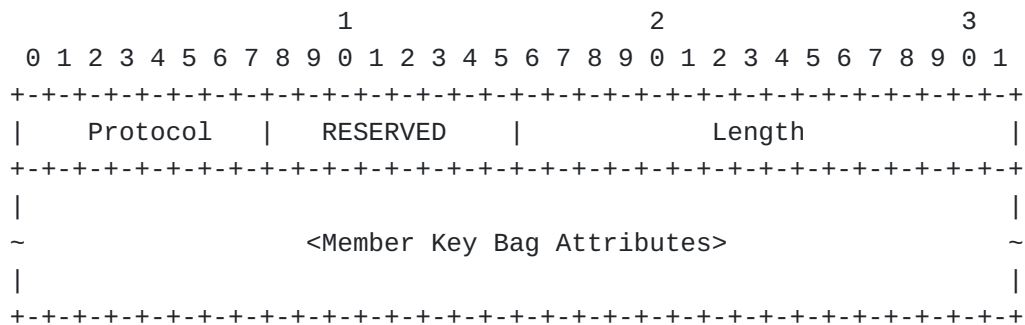 1                   2                   3
 0 1 2 3 4 5 6 7 8 9 0 1 2 3 4 5 6 7 8 9 0 1 2 3 4 5 6 7 8 9 0 1
+-+-+-+-+-+-+-+-+-+-+-+-+-+-+-+-+-+-+-+-+-+-+-+-+-+-+-+-+-+-+-+-+
|    Protocol   |   RESERVED    |            Length             |
+-+-+-+-+-+-+-+-+-+-+-+-+-+-+-+-+-+-+-+-+-+-+-+-+-+-+-+-+-+-+-+-+
|                                                               |
~                  <Member Key Bag Attributes>                  ~
|                                                               |
+-+-+-+-+-+-+-+-+-+-+-+-+-+-+-+-+-+-+-+-+-+-+-+-+-+-+-+-+-+-+-+-+